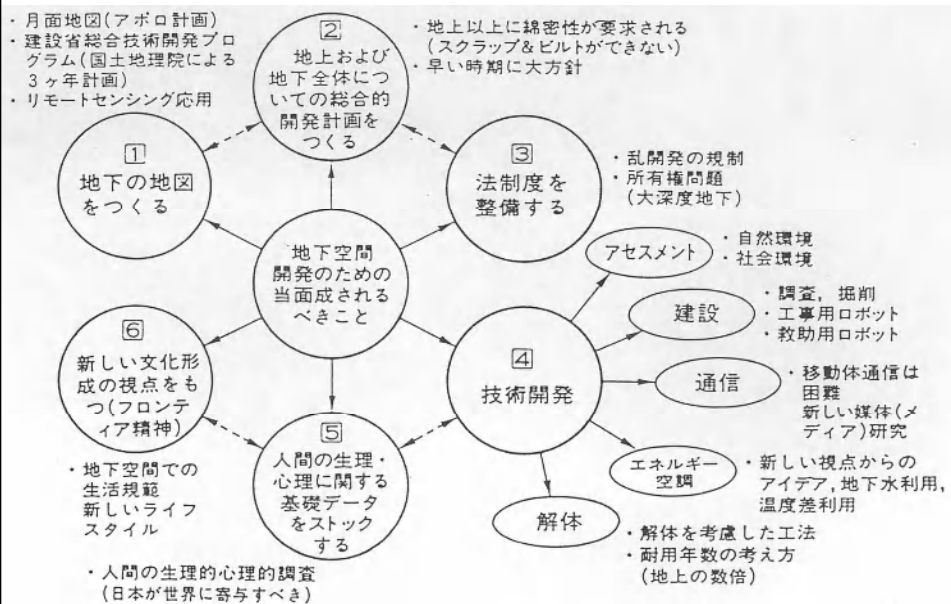 ・月面地図(アポロ計画)
・建設省総合技術開発プロ
グラム(国土地理院による
3ヶ年計画)
・リモートセンシング応用
2
地上および
地下全体につい
ての総合的
開発計画を
つくる
・地上以上に綿密性が要求される
(スクラップ&ビルトができない)
・早い時期に大方針
1
地下の地図
をつくる
3
法制度を
整備する
・乱開発の規制
・所有権問題
(大深度地下)
地下空間
開発のための
当面成される
べきこと
アセスメント
・自然環境
・社会環境
建設
・調査,掘削
・工事用ロボット
・救助用ロボット
4
技術開発
通信
・移動体通信は
困難
新しい媒体(メ
ディア)研究
エネルギー
空調
・新しい視点からの
アイデア,地下水利用,
温度差利用
解体
・解体を考慮した工法
・耐用年数の考え方
(地上の数倍)
6
新しい文化形
成の視点をも
つ(フロン
ティア精神)
・地下空間での
生活規範
新しいライフ
スタイル
5
人間の生理・
心理に関する
基礎データ
をストック
する
・人間の生理的心理的調査
(日本が世界に寄与すべき)